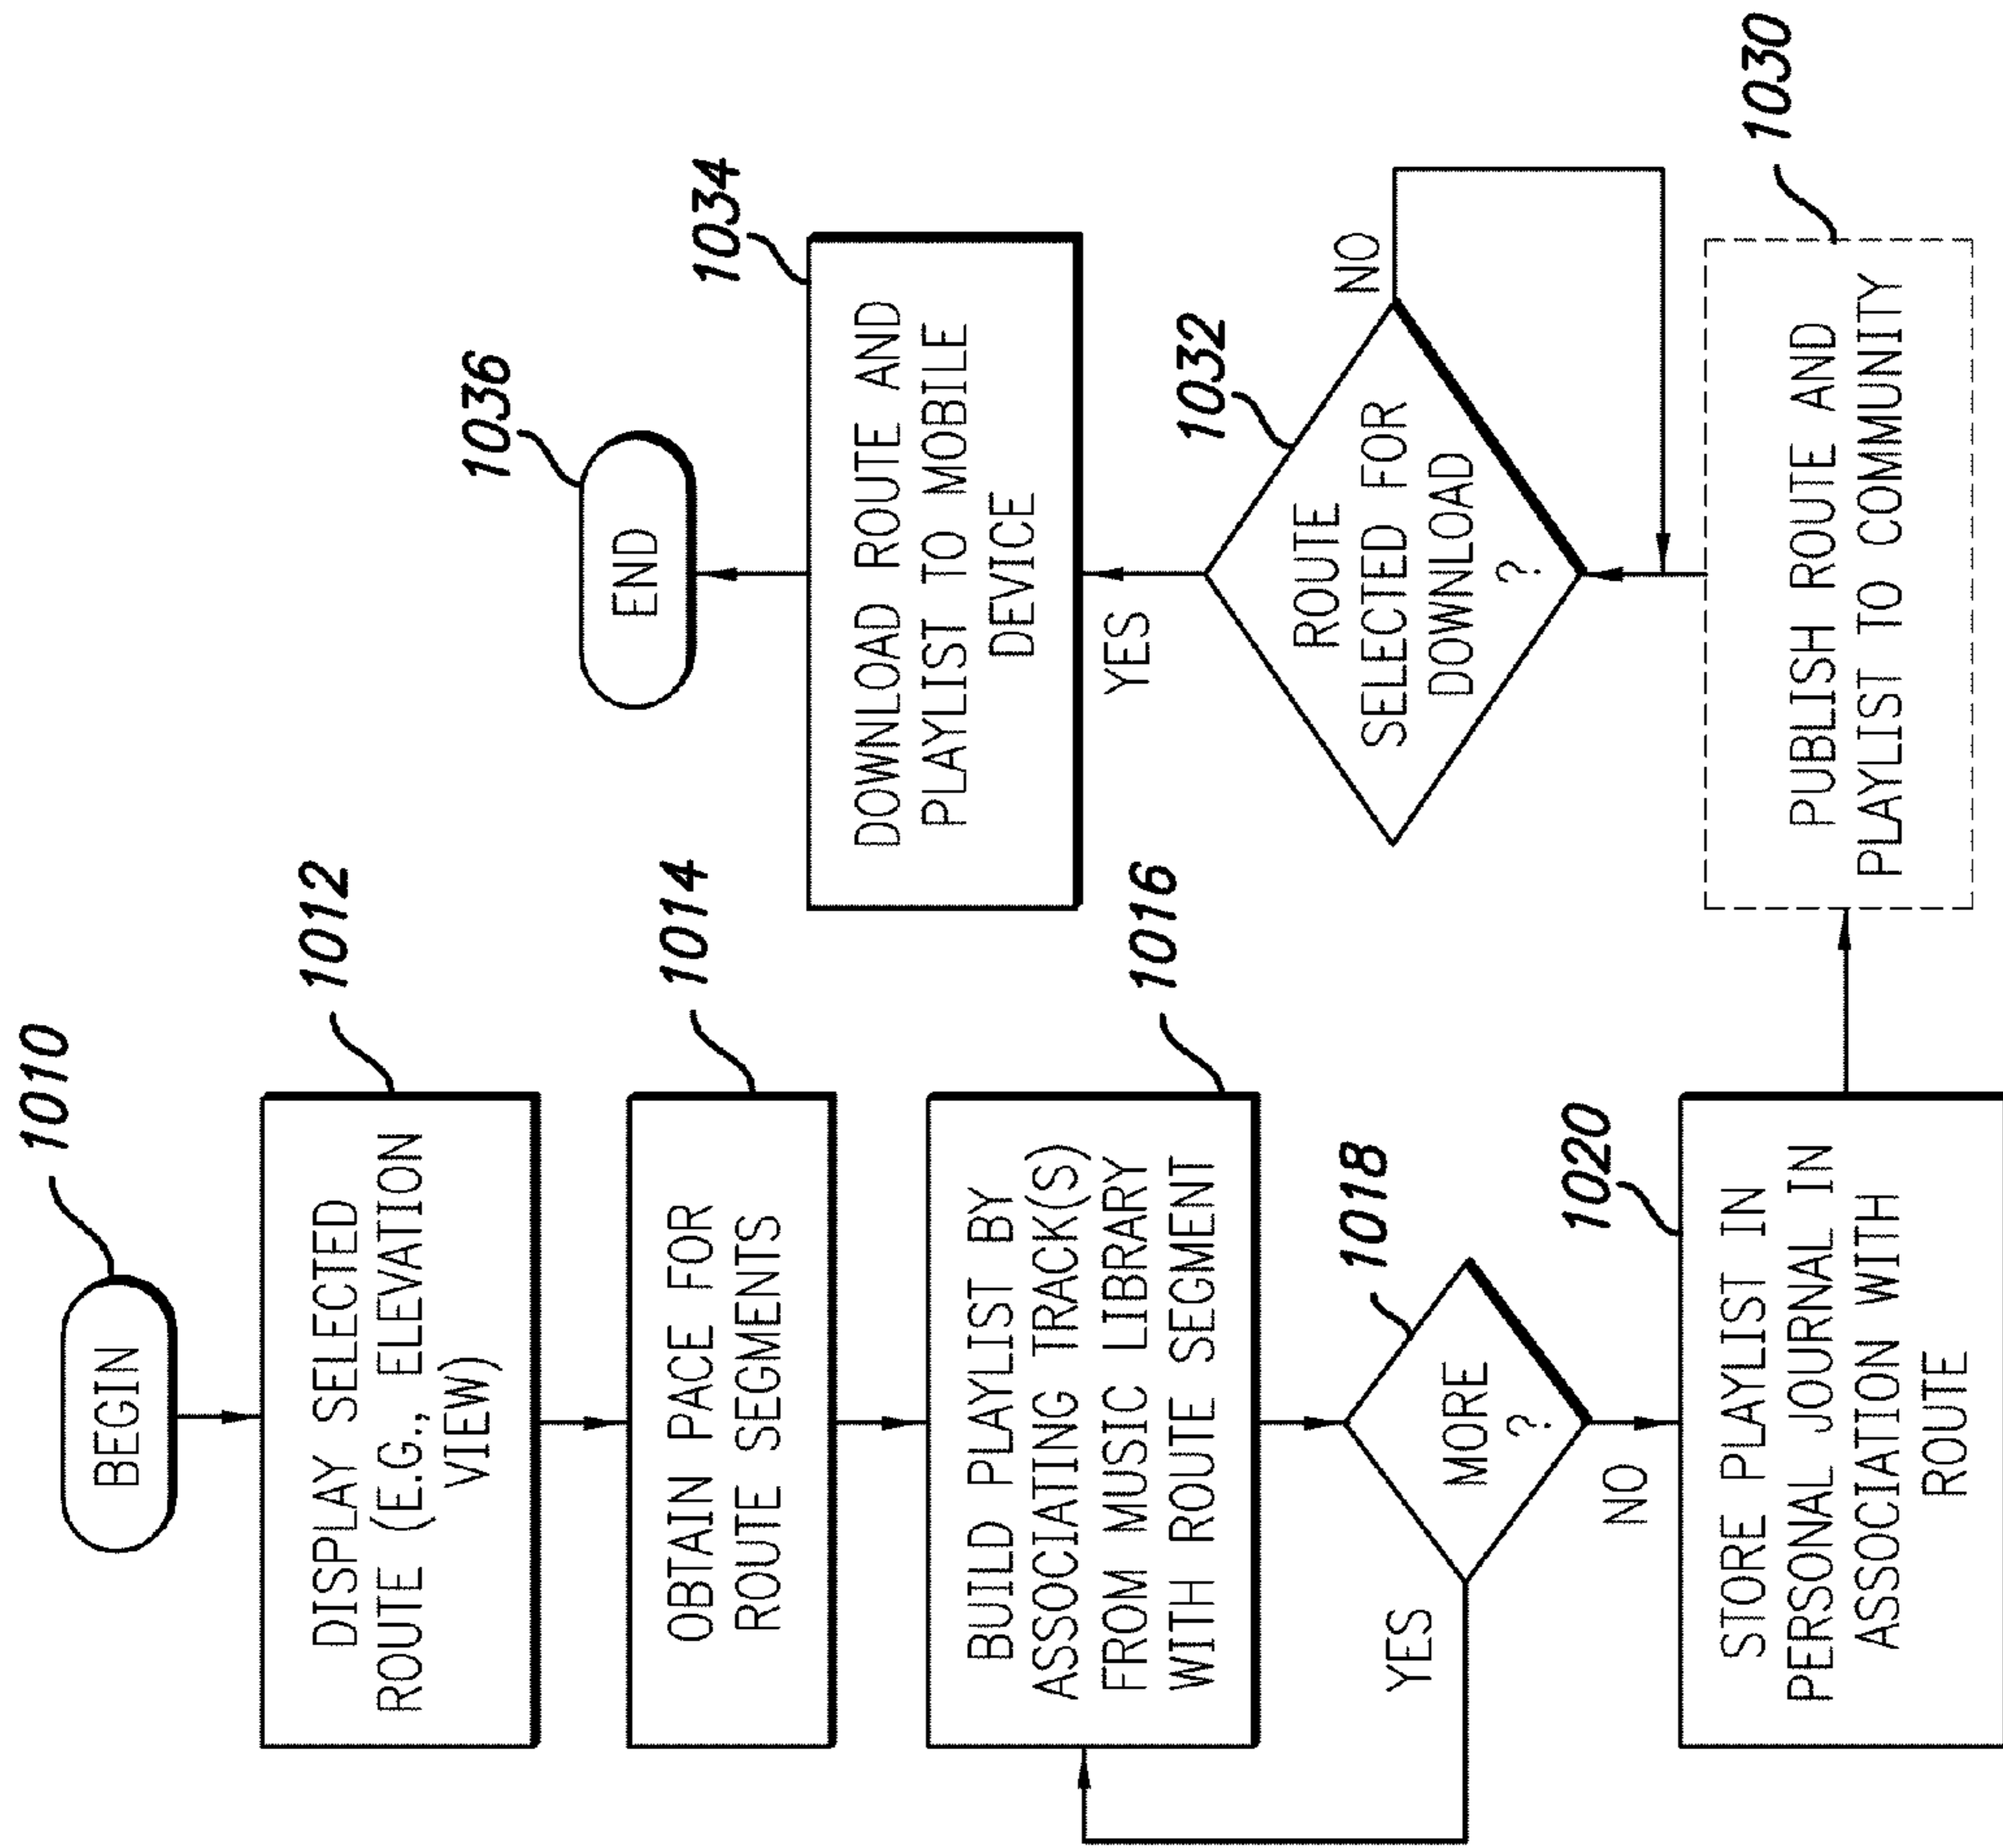 1010
BEGIN
1012
DISPLAY SELECTED
ROUTE (E.G., ELEVATION
VIEW)
1014
OBTAIN PACE FOR
ROUTE SEGMENTS
1016
BUILD PLAYLIST BY
ASSOCIATING TRACK(S)
FROM MUSIC LIBRARY
WITH ROUTE SEGMENT
1018
MORE
?
YES
NO
1020
STORE PLAYLIST IN
PERSONAL JOURNAL IN
ASSOCIATION WITH
ROUTE
1030
PUBLISH ROUTE AND
PLAYLIST TO COMMUNITY
1032
ROUTE
SELECTED FOR
DOWNLOAD
?
NO
YES
1034
DOWNLOAD ROUTE AND
PLAYLIST TO MOBILE
DEVICE
1036
END